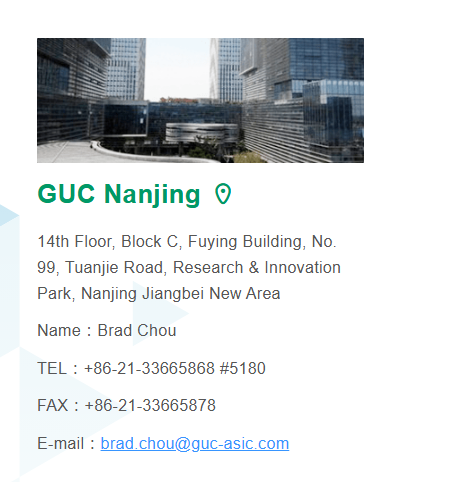 GUC Nanjing
14th Floor, Block C, Fuying Building, No.
99, Tuanjie Road, Research & Innovation
Park, Nanjing Jiangbei New Area
Name：Brad Chou
TEL：+86-21-33665868 #5180
FAX：+86-21-33665878
E-mail：brad.chou@guc-asic.com